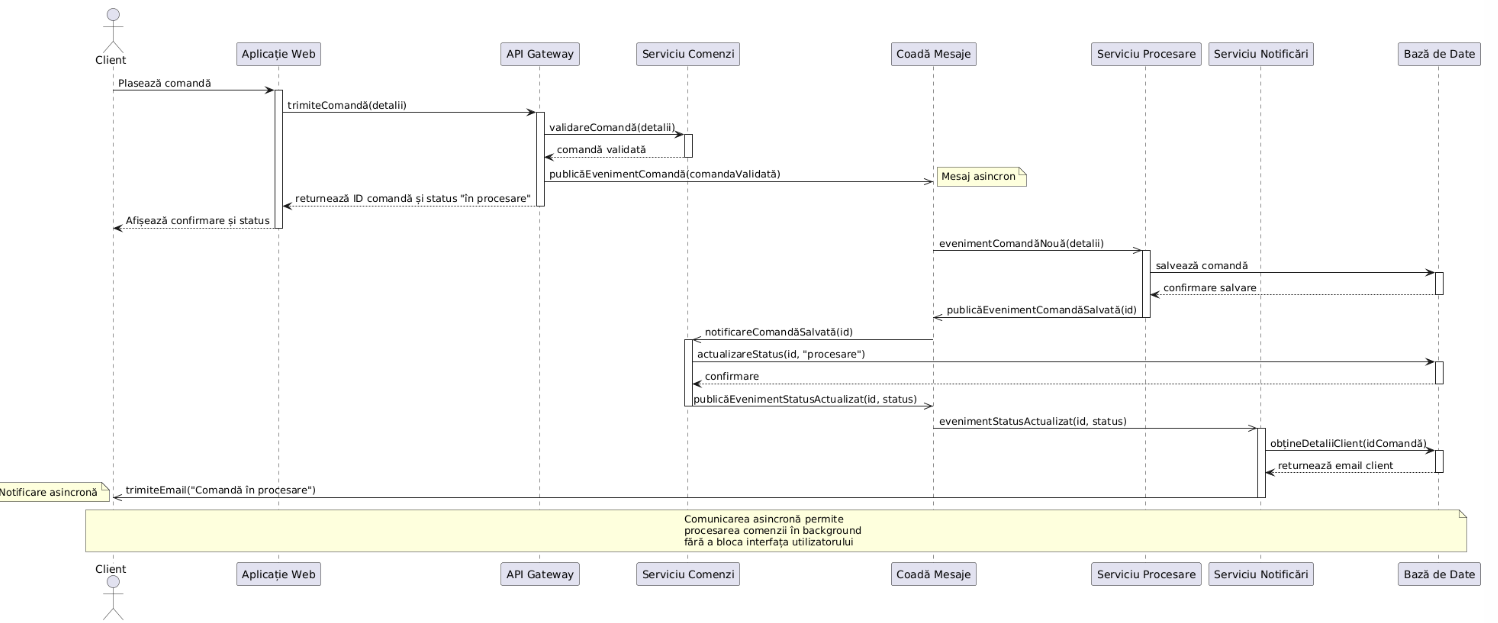 Client
Aplicație Web
API Gateway
Serviciu Comenzi
Coadă Mesaje
Serviciu Procesare
Serviciu Notificări
Bază de Date
Plasează comandă
trimiteComandă(detalii)
validareComandă(detalii)
comandă validată
publicăEvenimentComandă(comandaValidată)
Mesaj asincron
returnează ID comandă și status "în procesare"
Afișează confirmare și status
evenimentComandăNouă(detalii)
salvează comandă
confirmare salvare
publicăEvenimentComandăSalvată(id)
notificareComandăSalvată(id)
actualizareStatus(id, "procesare")
confirmare
publicăEvenimentStatusActualizat(id, status)
evenimentStatusActualizat(id, status)
obțineDetaliiClient(idComandă)
returnează email client
Notificare asincronă
trimiteEmail("Comandă în procesare")
Comunicarea asincronă permite
procesarea comenzii în background
fără a bloca interfața utilizatorului
Client
Aplicație Web
API Gateway
Serviciu Comenzi
Coadă Mesaje
Serviciu Procesare
Serviciu Notificări
Bază de Date